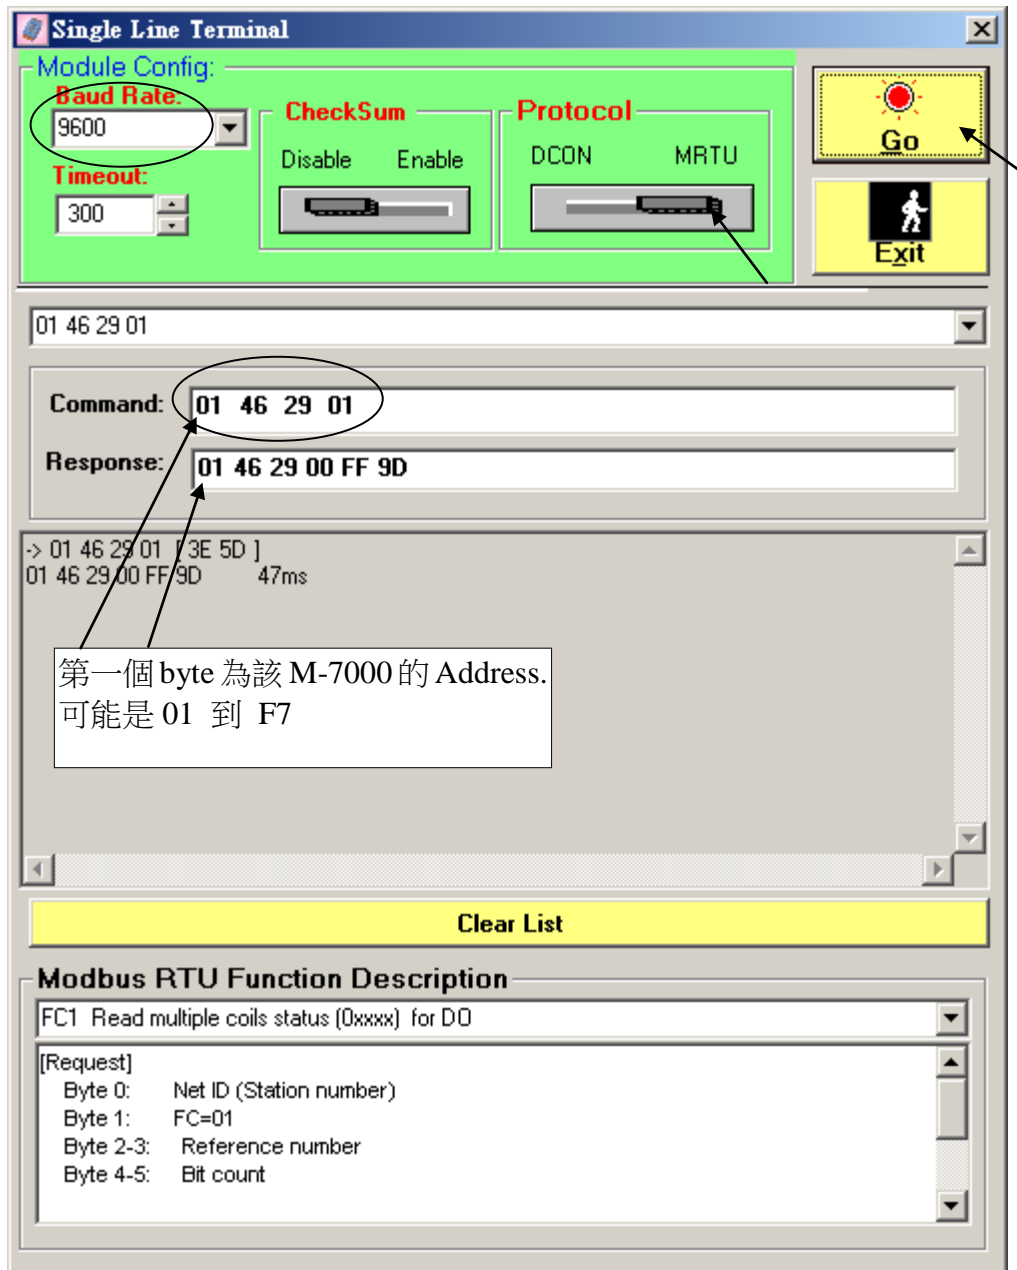 Single Line Terminal
Module Config:
Baud Rate:
9600
Timeout:
300
CheckSum
Disable Enable
Protocol
DCON MRTU
Go
Exit
01 46 29 01
Command: 01 46 29 01
Response: 01 46 29 00 FF 9D
-> 01 46 29 01 [ 3E 5D ]
01 46 29 00 FF 9D 47ms
第一個 byte 為該 M-7000 的 Address.
可能是 01 到 F7
Clear List
Modbus RTU Function Description
FC1 Read multiple coils status (0xxxx) for DO
[Request]
Byte 0: Net ID (Station number)
Byte 1: FC=01
Byte 2-3: Reference number
Byte 4-5: Bit count